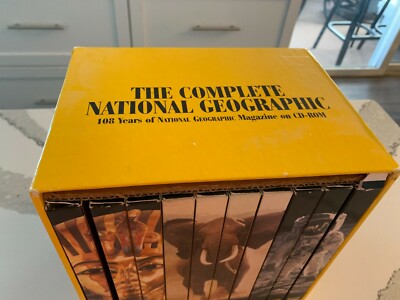 THE COMPLETE
NATIONAL GEOGRAPHIC
108 Years of NATIONAL GEOGRAPHIC Magazine on CD-ROM